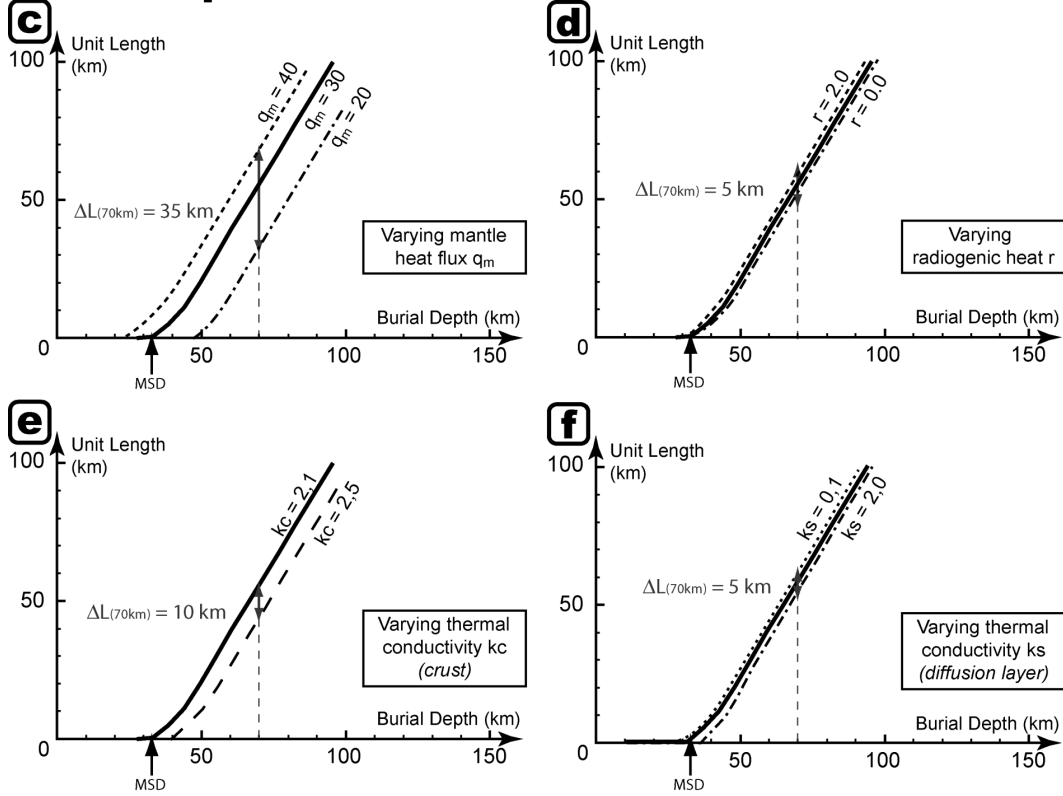 c
Unit Length
(km)
100
50
0
qm = 40
qm = 30
qm = 20
ΔL(70km) = 35 km
Varying mantle
heat flux qm
Burial Depth (km)
50
100
150
MSD
d
Unit Length
(km)
100
50
0
r = 2.0
r = 0.0
ΔL(70km) = 5 km
Varying
radiogenic heat r
Burial Depth (km)
50
100
150
MSD
e
Unit Length
(km)
100
50
0
kc = 2,1
kc = 2,5
ΔL(70km) = 10 km
Varying thermal
conductivity kc
(crust)
Burial Depth (km)
50
100
150
MSD
f
Unit Length
(km)
100
50
0
ks = 0,1
ks = 2,0
ΔL(70km) = 5 km
Varying thermal
conductivity ks
(diffusion layer)
Burial Depth (km)
50
100
150
MSD